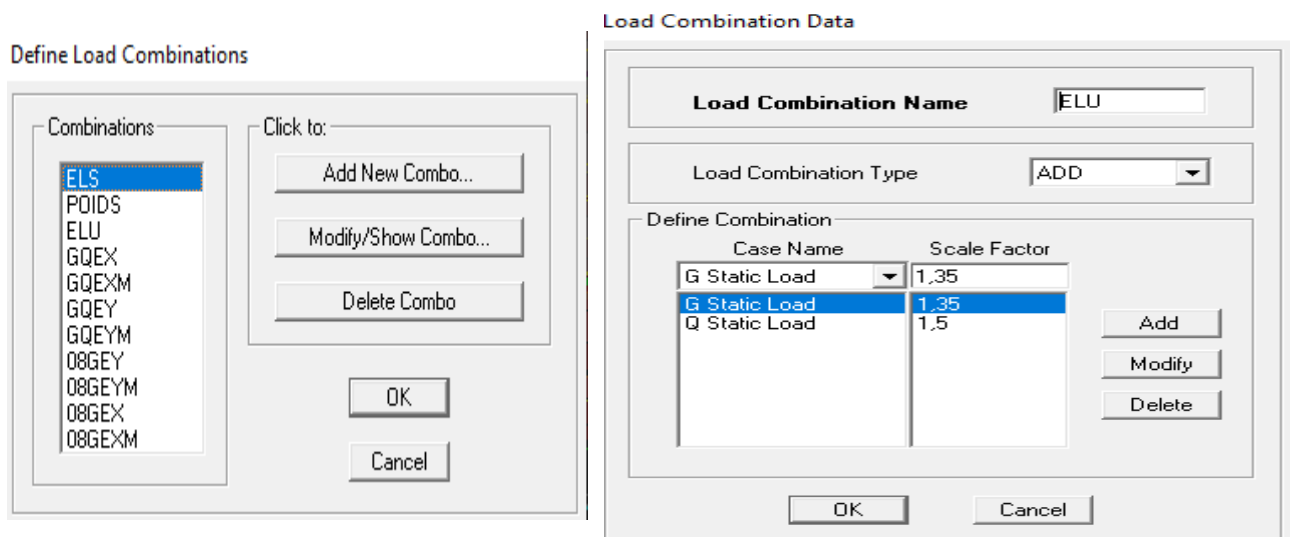 Define Load Combinations
Combinations
ELS
POIDS
ELU
GQEX
GQEXM
GQEY
GQEYM
08GEY
08GEYM
08GEX
08GEXM
Click to:
Add New Combo...
Modify/Show Combo...
Delete Combo
OK
Cancel
Load Combination Data
Load Combination Name ELU
Load Combination Type ADD
Define Combination
Case Name Scale Factor
G Static Load 1,35
G Static Load 1,35
Q Static Load 1,5
Add
Modify
Delete
OK Cancel